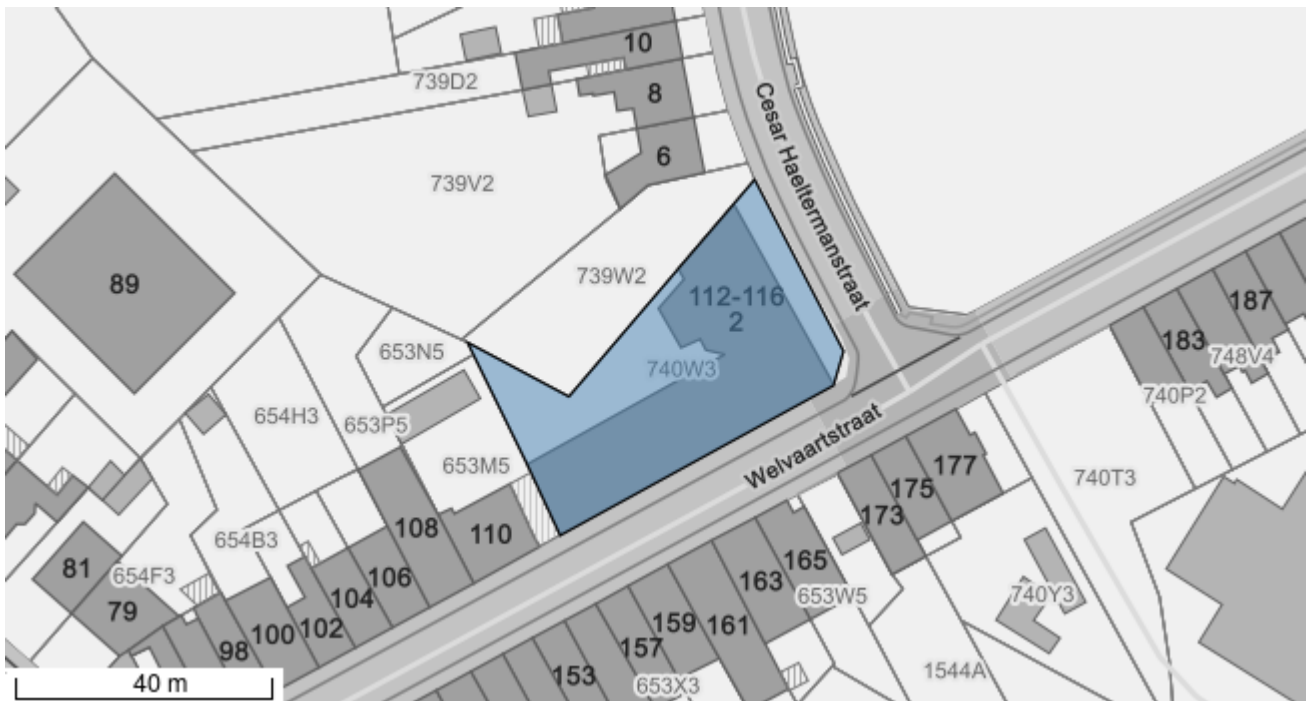 10
739D2
8
Cesar Haeltermanstraat
6
739V2
89
739W2
187
112-116
2
183
748V4
653N5
740W3
740P2
654H3
653P5
Welvaartstraat
653M5
177
740T3
175
173
108
110
654B3
165
81
654F3
106
163
104
653W5
740Y3
79
102
159
161
100
98
157
153
1544A
653X3
40 m